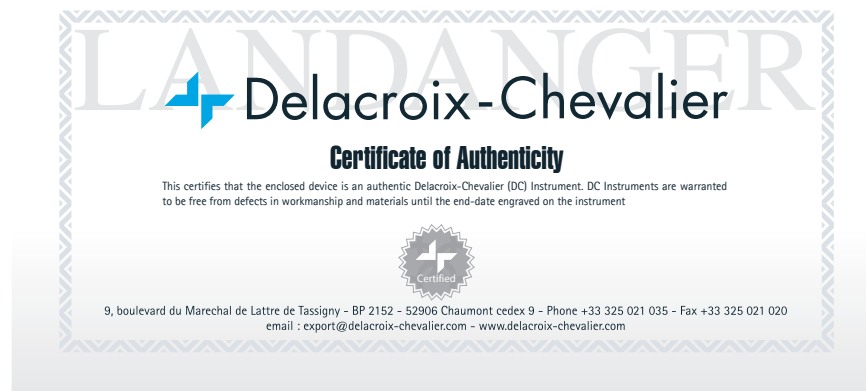 LANDANGER
Delacroix-Chevalier
Certificate of Authenticity
This certifies that the enclosed device is an authentic Delacroix-Chevalier (DC) Instrument. DC Instruments are warranted
to be free from defects in workmanship and materials until the end-date engraved on the instrument
Certified
9, boulevard du Marechal de Lattre de Tassigny - BP 2152 - 52906 Chaumont cedex 9 - Phone +33 325 021 035 - Fax +33 325 021 020
email : export@delacroix-chevalier.com - www.delacroix-chevalier.com